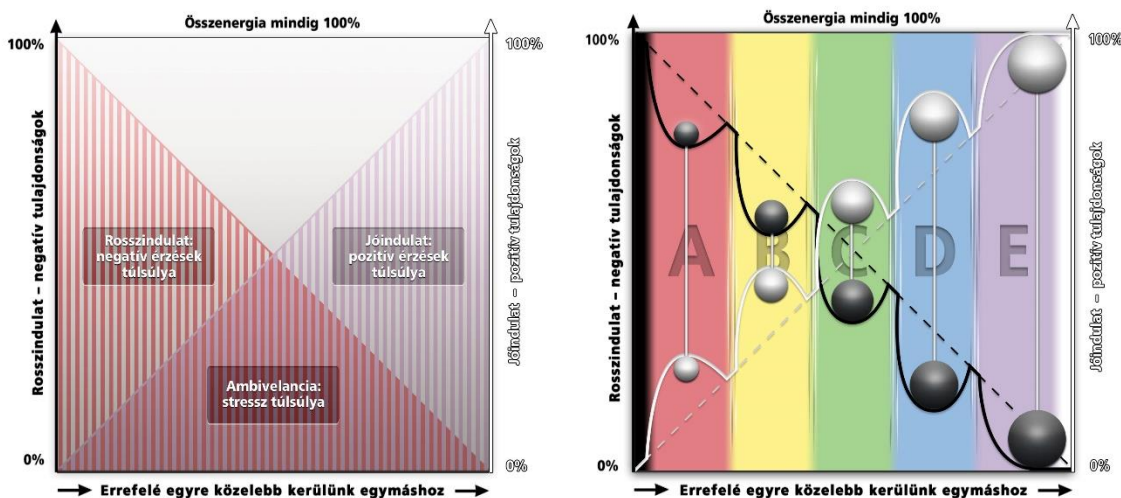 Összenergia mindig 100%
100%
100%
Rosszindulat – negatív tulajdonságok
Jóindulat – pozitív tulajdonságok
Rosszindulat:
negatív érzések
túlsúlya
Jóindulat:
pozitív érzések
túlsúlya
Ambivelancia:
stressz túlsúlya
0%
0%
Errefelé egyre közelebb kerülünk egymáshoz
Összenergia mindig 100%
100%
100%
Rosszindulat – negatív tulajdonságok
Jóindulat – pozitív tulajdonságok
A
B
C
D
E
0%
0%
Errefelé egyre közelebb kerülünk egymáshoz